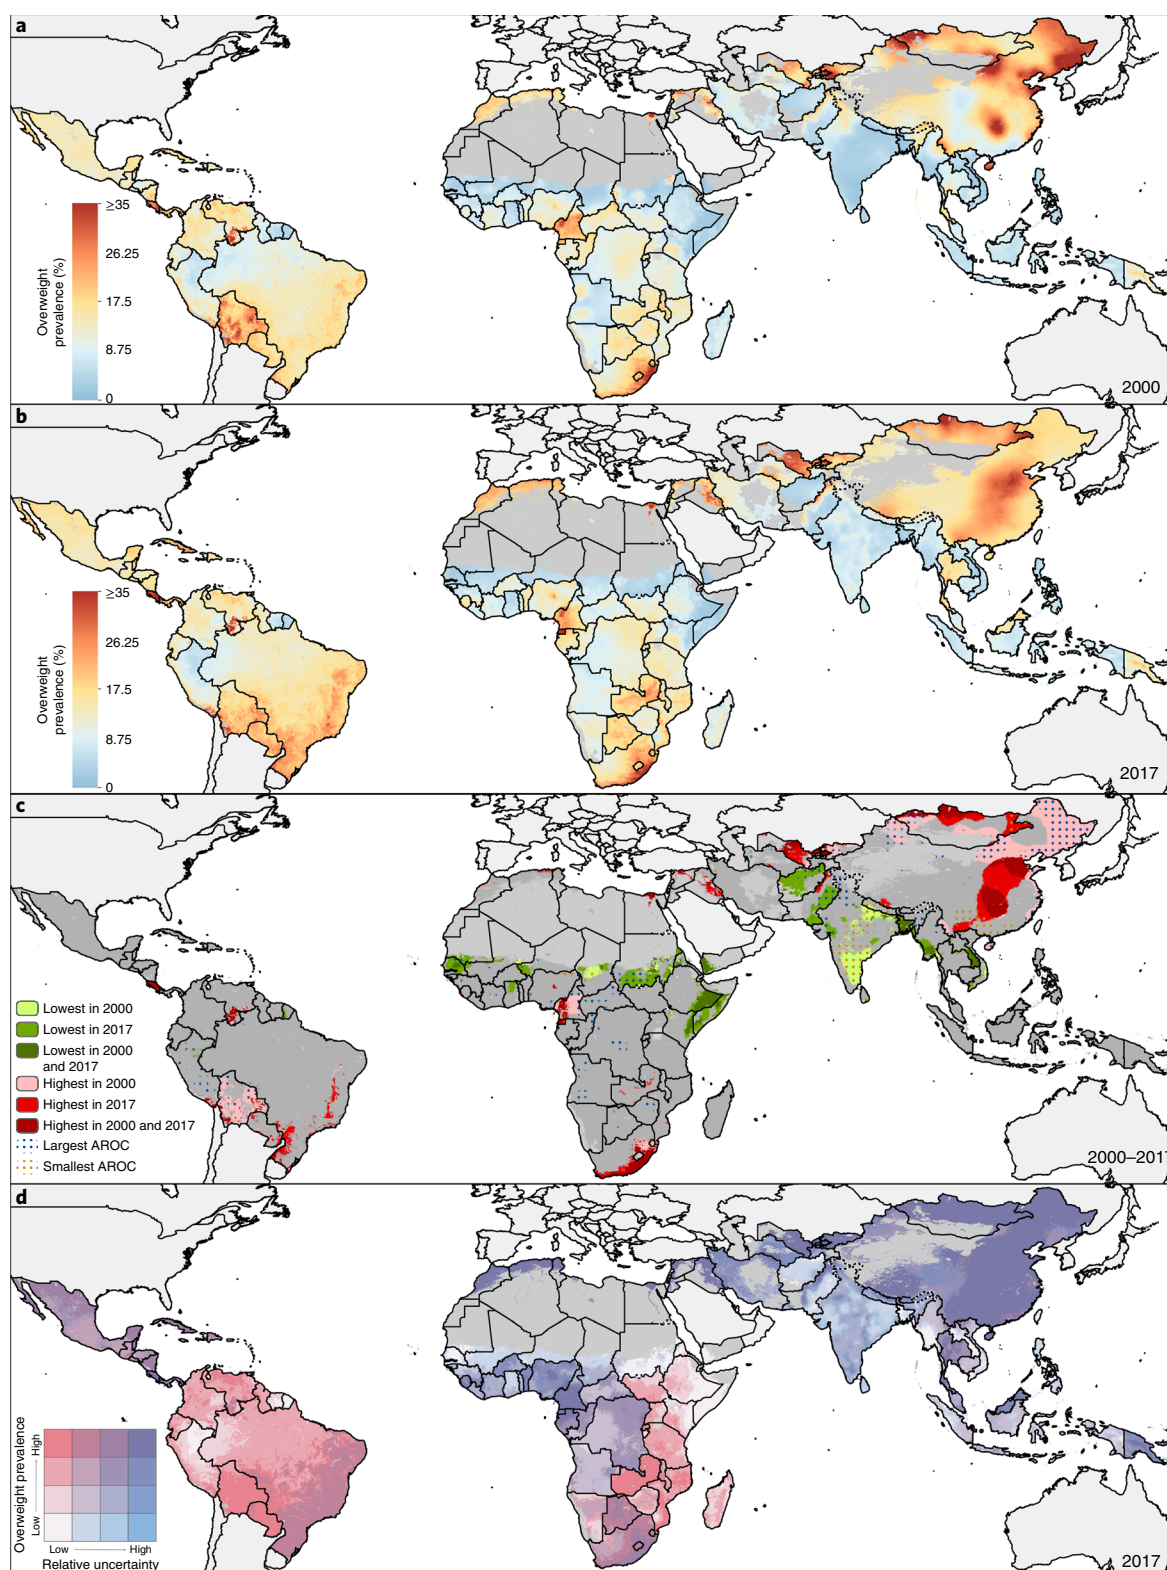 a
≥35
26.25
17.5
8.75
0
Overweight
prevalence (%)
2000
b
≥35
26.25
17.5
8.75
0
Overweight
prevalence (%)
2017
c
Lowest in 2000
Lowest in 2017
Lowest in 2000
and 2017
Highest in 2000
Highest in 2017
Highest in 2000 and 2017
Largest AROC
Smallest AROC
2000–2017
d
Overweight prevalence
High
Low
Low
High
Relative uncertainty
2017